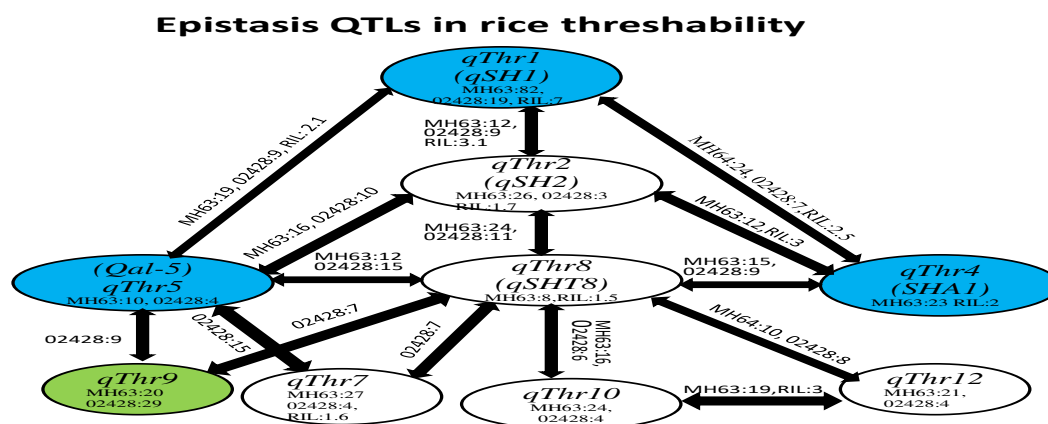 Epistasis QTLs in rice threshability
qThr1
(qSH1)
MH63:82,
02428:19, RIL:7
MH63:19, 02428:9, RIL: 2.1
MH63:12,
02428:9
RIL:3.1
MH64:24, 02428:7,RIL:2.5
qThr2
(qSH2)
MH63:26, 02428:3
RIL:1.7
MH63:16, 02428:10
MH63:24,
02428:11
MH63:12,RIL:3
(Qal-5)
qThr5
MH63:10, 02428:4
MH63:12
02428:15
qThr8
(qSHT8)
MH63:8,RIL:1.5
MH63:15,
02428:9
qThr4
(SHA1)
MH63:23 RIL:2
02428:9
02428:15
02428:7
02428:7
MH63:16,
02428:6
MH64:10, 02428:8
qThr9
MH63:20
02428:29
qThr7
MH63:27
02428:4,
RIL:1.6
qThr10
MH63:24,
02428:4
MH63:19,RIL:3
qThr12
MH63:21,
02428:4